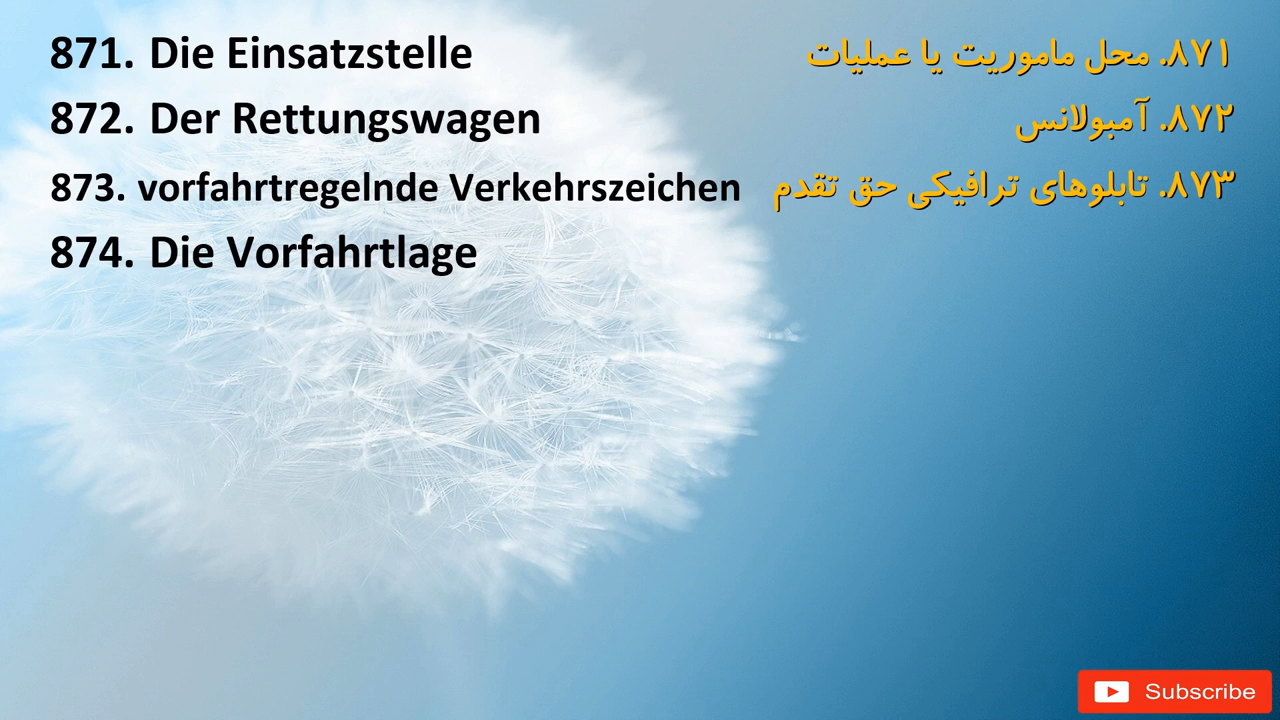 871. Die Einsatzstelle
۸۷۱. محل ماموریت یا عملیات
872. Der Rettungswagen
۸۷۲. آمبولانس
873. vorfahrtregelnde Verkehrszeichen
۸۷۳. تابلوهای ترافیکی حق تقدم
874. Die Vorfahrtlage
Subscribe